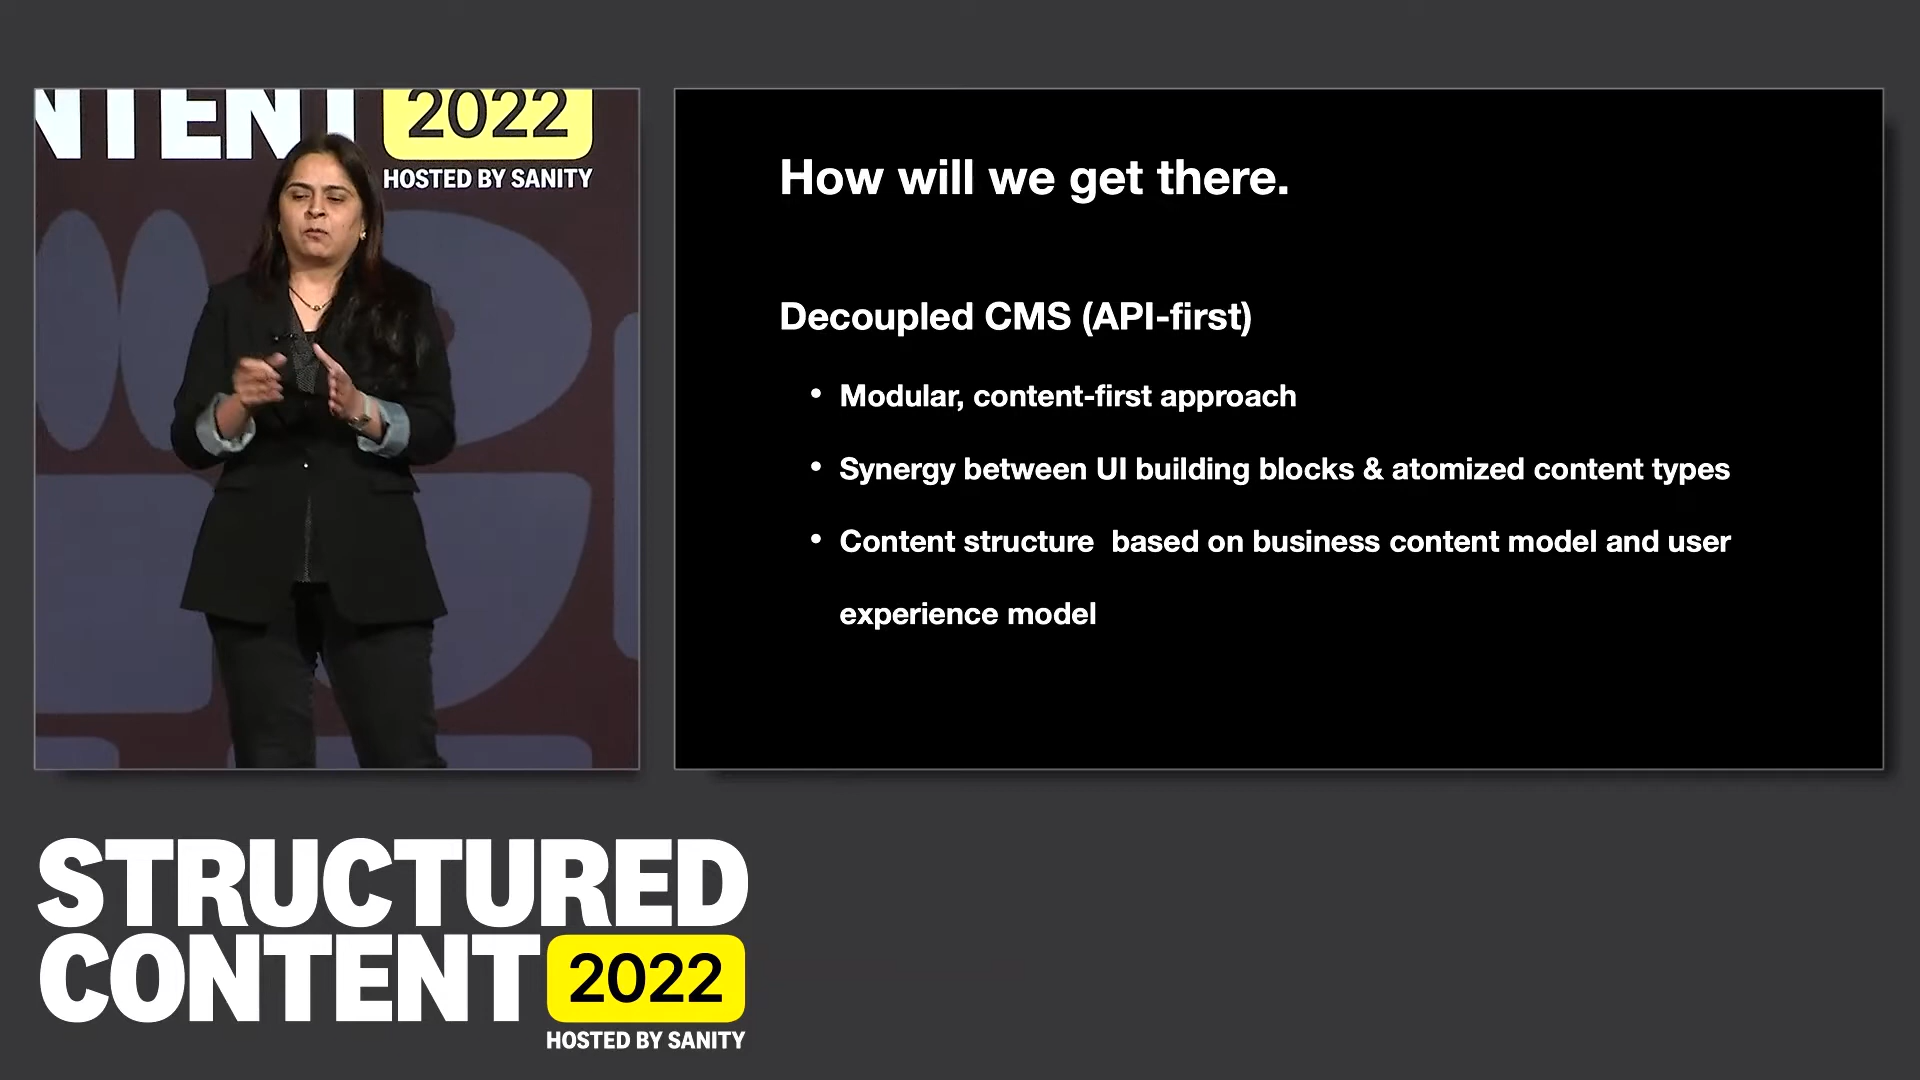 NTENT 2022
HOSTED BY SANITY
How will we get there.
Decoupled CMS (API-first)
• Modular, content-first approach
• Synergy between UI building blocks & atomized content types
• Content structure  based on business content model and user
experience model
STRUCTURED
CONTENT 2022
HOSTED BY SANITY